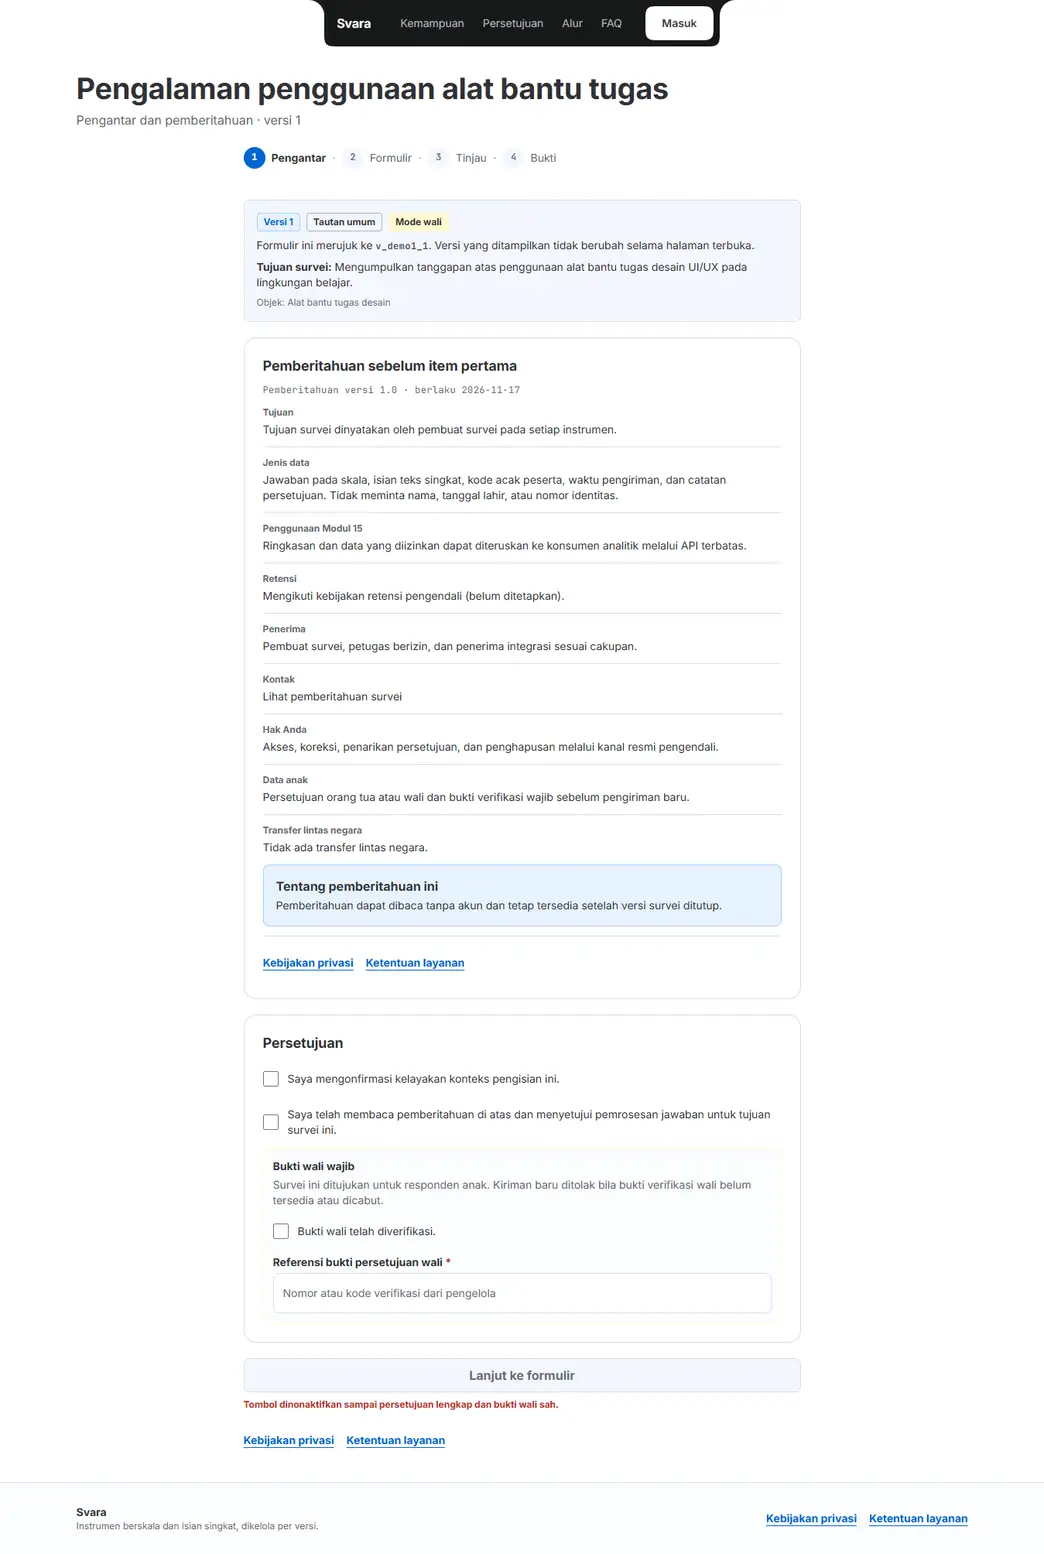 Svara Kemampuan Persetujuan Alur FAQ Masuk
Pengalaman penggunaan alat bantu tugas
Pengantar dan pemberitahuan · versi 1
1 Pengantar · 2 Formulir · 3 Tinjau · 4 Bukti
Versi 1 Tautan umum Mode wali
Formulir ini merujuk ke v_demo1_1. Versi yang ditampilkan tidak berubah selama halaman terbuka.
Tujuan survei: Mengumpulkan tanggapan atas penggunaan alat bantu tugas desain UI/UX pada
lingkungan belajar.
Objek: Alat bantu tugas desain
Pemberitahuan sebelum item pertama
Pemberitahuan versi 1.0 · berlaku 2026-11-17
Tujuan
Tujuan survei dinyatakan oleh pembuat survei pada setiap instrumen.
Jenis data
Jawaban pada skala, isian teks singkat, kode acak peserta, waktu pengiriman, dan catatan
persetujuan. Tidak meminta nama, tanggal lahir, atau nomor identitas.
Penggunaan Modul 15
Ringkasan dan data yang diizinkan dapat diteruskan ke konsumen analitik melalui API terbatas.
Retensi
Mengikuti kebijakan retensi pengendali (belum ditetapkan).
Penerima
Pembuat survei, petugas berizin, dan penerima integrasi sesuai cakupan.
Kontak
Lihat pemberitahuan survei
Hak Anda
Akses, koreksi, penarikan persetujuan, dan penghapusan melalui kanal resmi pengendali.
Data anak
Persetujuan orang tua atau wali dan bukti verifikasi wajib sebelum pengiriman baru.
Transfer lintas negara
Tidak ada transfer lintas negara.
Tentang pemberitahuan ini
Pemberitahuan dapat dibaca tanpa akun dan tetap tersedia setelah versi survei ditutup.
Kebijakan privasi Ketentuan layanan
Persetujuan
Saya mengonfirmasi kelayakan konteks pengisian ini.
Saya telah membaca pemberitahuan di atas dan menyetujui pemrosesan jawaban untuk tujuan
survei ini.
Bukti wali wajib
Survei ini ditujukan untuk responden anak. Kiriman baru ditolak bila bukti verifikasi wali belum
tersedia atau dicabut.
Bukti wali telah diverifikasi.
Referensi bukti persetujuan wali *
Nomor atau kode verifikasi dari pengelola
Lanjut ke formulir
Tombol dinonaktifkan sampai persetujuan lengkap dan bukti wali sah.
Kebijakan privasi Ketentuan layanan
Svara
Instrumen berskala dan isian singkat, dikelola per versi.
Kebijakan privasi Ketentuan layanan